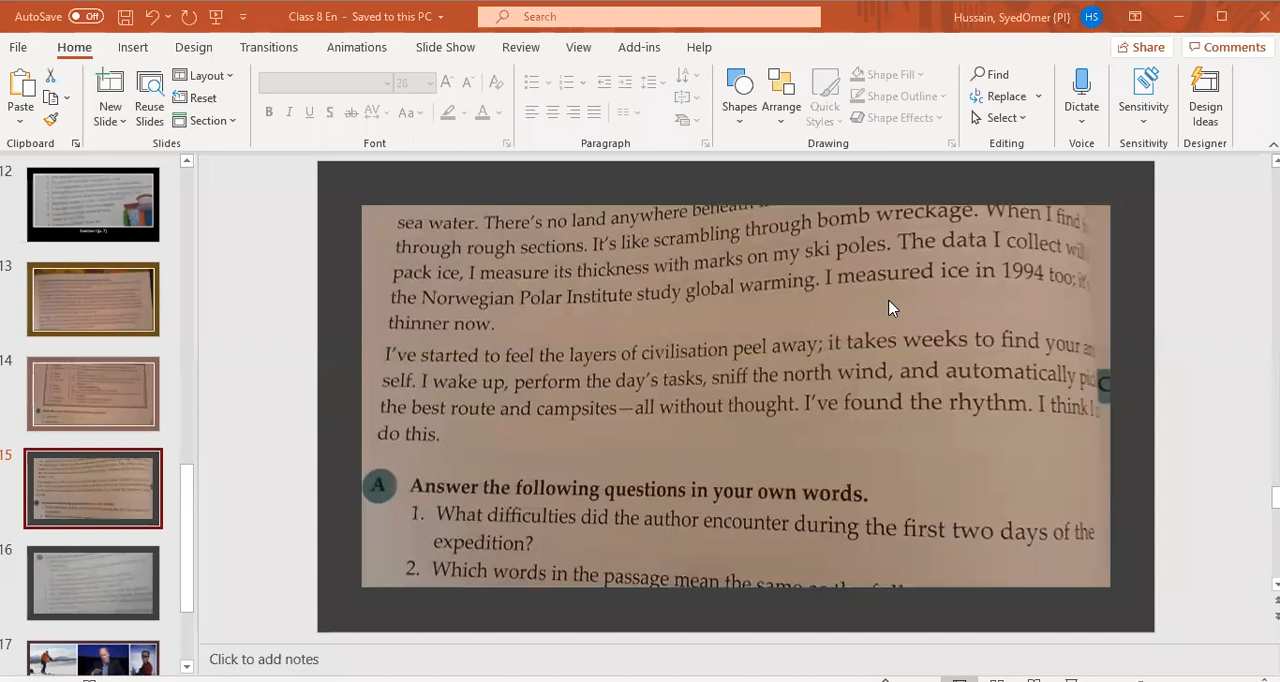 AutoSave Off Class 8 En - Saved to this PC Search Hussain, SyedOmer {PI} HS
File Home Insert Design Transitions Animations Slide Show Review View Add-ins Help Share Comments
Paste New Slide Reuse Slides Layout Reset Section 28 Shapes Arrange Quick Styles Shape Fill Shape Outline Shape Effects Find Replace Select Dictate Sensitivity Design Ideas
Clipboard Slides Font Paragraph Drawing Editing Voice Sensitivity Designer
12
13
14
15
16
17
sea water. There's no land anywhere
through rough sections. It's like scrambling through bomb wreckage. When I find
pack ice, I measure its thickness with marks on my ski poles. The data I collect
the Norwegian Polar Institute study global warming. I measured ice in 1994 too;
thinner now.
I've started to feel the layers of civilisation peel away; it takes weeks to find your
self. I wake up, perform the day's tasks, sniff the north wind, and automatically
the best route and campsites—all without thought. I've found the rhythm. I think
do this.
C
A Answer the following questions in your own words.
1. What difficulties did the author encounter during the first two days of the
expedition?
2. Which words in the passage mean the same
Click to add notes